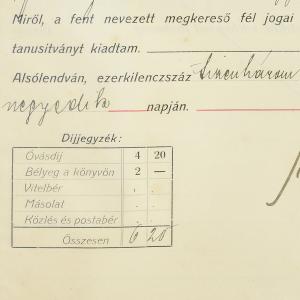 Miről, a fent nevezett megkereső fél jogai
tanusítványt kiadtam.
Alsólendván, ezerkilenczszáz tizenhárom
negyedik napján.
Díjjegyzék:
Óvásdíj 4 20
Bélyeg a könyvön 2 —
Vitelbér . .
Másolat . .
Közlés és postabér . .
Összesen 6 20